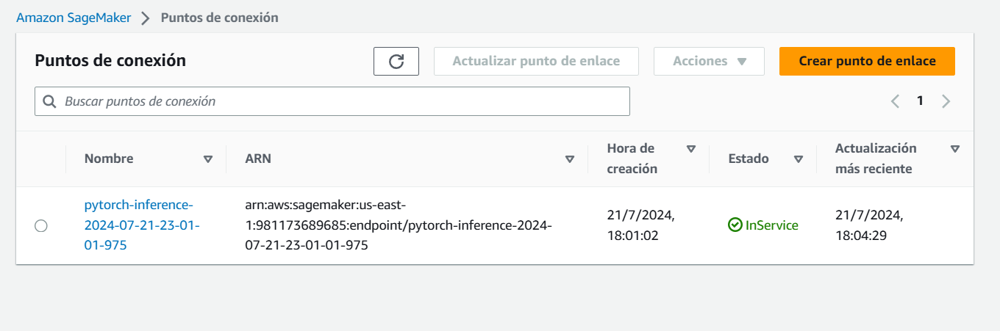 Amazon SageMaker > Puntos de conexión
Puntos de conexión
Actualizar punto de enlace
Acciones
Crear punto de enlace
Buscar puntos de conexión
1
Nombre
ARN
Hora de
creación
Estado
Actualización
más reciente
pytorch-inference-
2024-07-21-23-01-
01-975
arn:aws:sagemaker:us-east-
1:981173689685:endpoint/pytorch-inference-2024-
07-21-23-01-01-975
21/7/2024,
18:01:02
InService
21/7/2024,
18:04:29